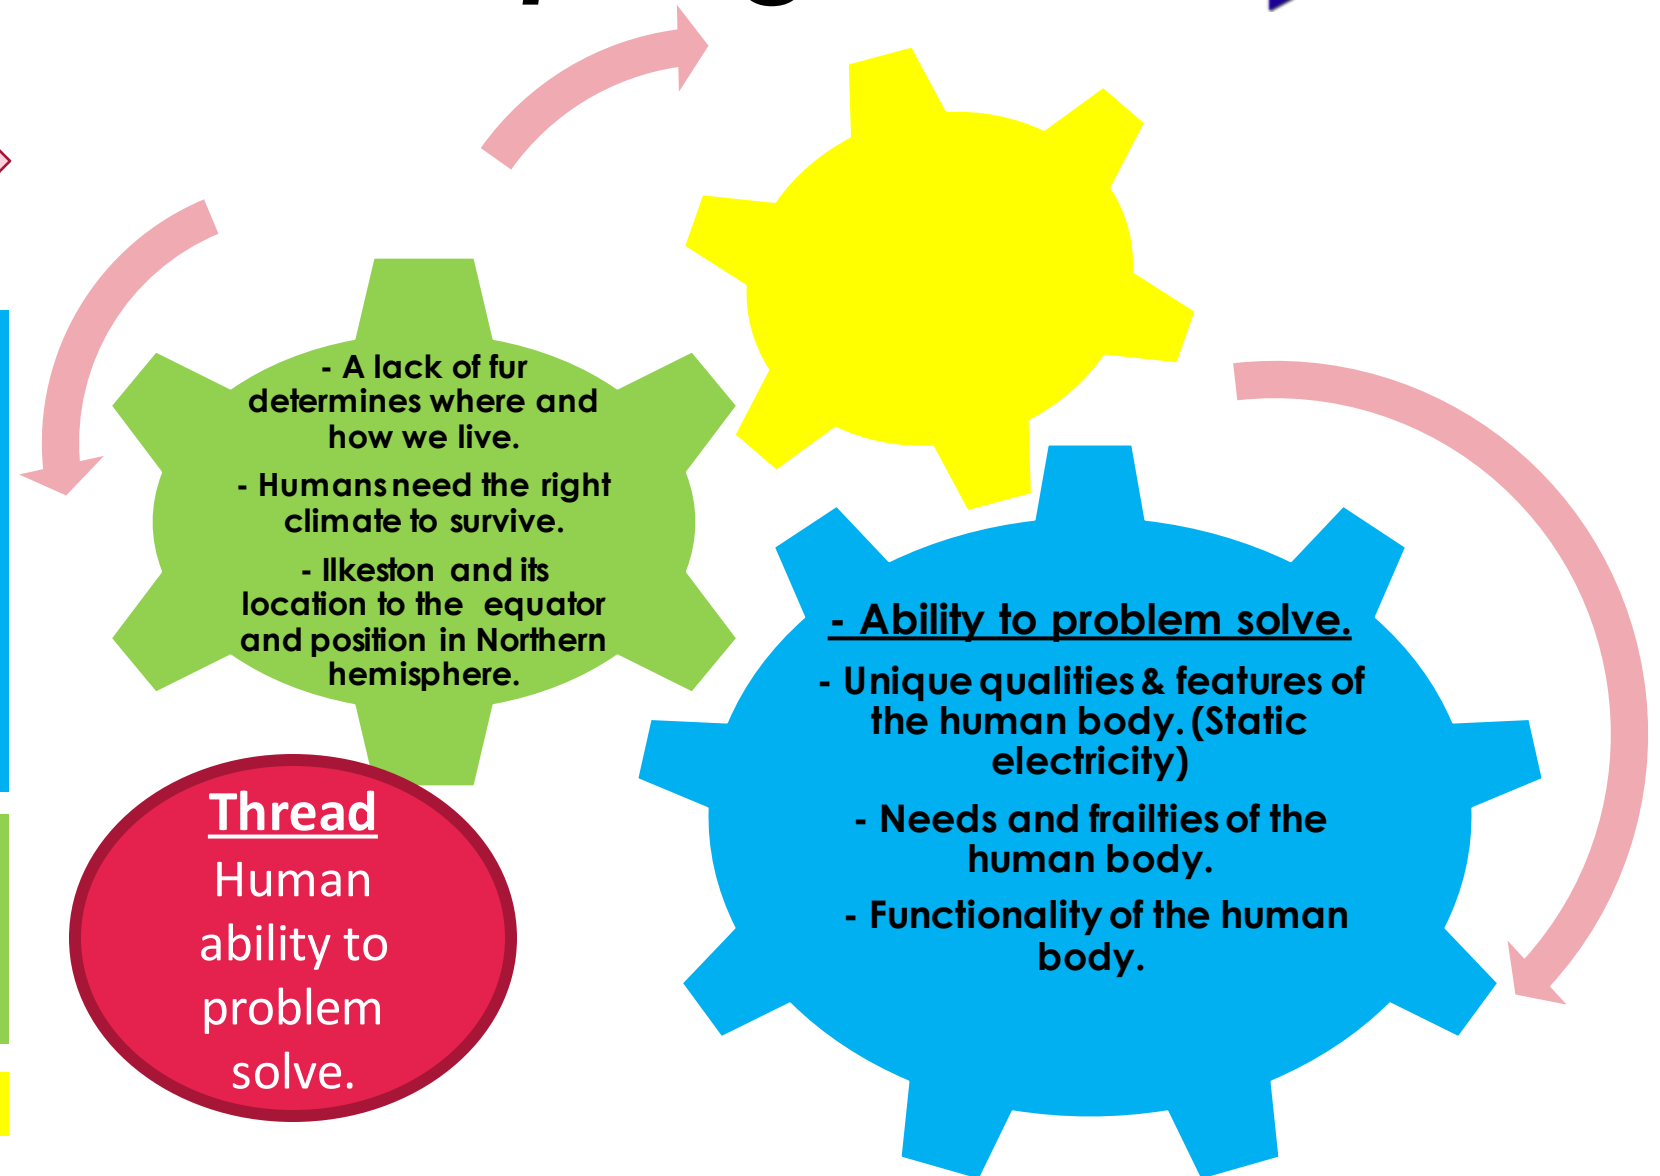 - A lack of fur
determines where and
how we live.
- Humans need the right
climate to survive.
- Ilkeston and its
location to the equator
and position in Northern
hemisphere.
- Ability to problem solve.
- Unique qualities & features of
the human body. (Static
electricity)
- Needs and frailties of the
human body.
- Functionality of the human
body.
Thread
Human
ability to
problem
solve.